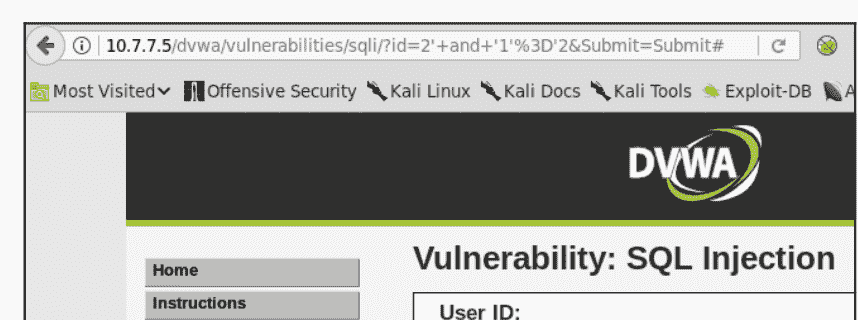 10.7.7.5/dvwa/vulnerabilities/sqli/?id=2'+and+'1'%3D'2&Submit=Submit#
Most Visited Offensive Security Kali Linux Kali Docs Kali Tools Exploit-DB A
DVWA
Home
Instructions
Vulnerability: SQL Injection
User ID: